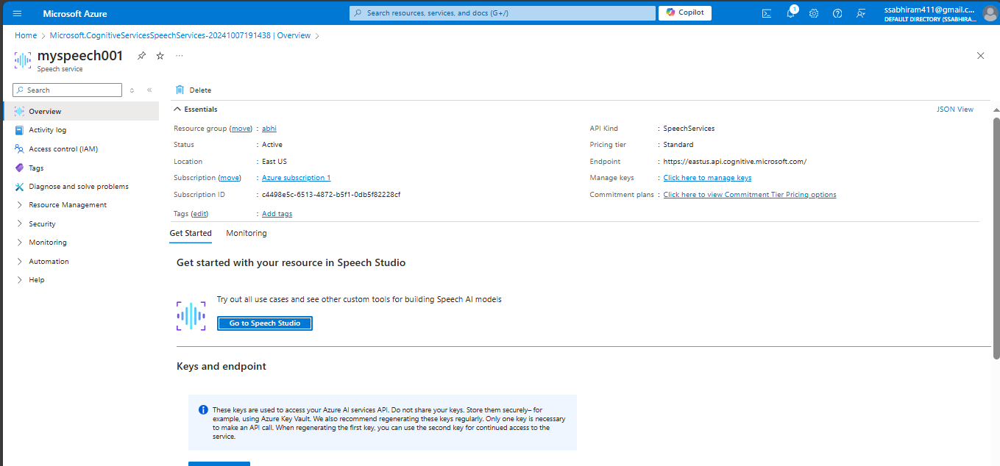 Microsoft Azure
Search resources, services, and docs (G+/)
Copilot
1
ssabhiram411@gmail.c...
DEFAULT DIRECTORY (SSABHIRA...
Home > Microsoft.CognitiveServicesSpeechServices-20241007191438 | Overview >
myspeech001
Speech service
Search
Overview
Activity log
Access control (IAM)
Tags
Diagnose and solve problems
Resource Management
Security
Monitoring
Automation
Help
Delete
Essentials
JSON View
Resource group (move) : abhi
Status : Active
Location : East US
Subscription (move) : Azure subscription 1
Subscription ID : c4498e5c-6513-4872-b5f1-0db5f82228cf
Tags (edit) : Add tags
API Kind : SpeechServices
Pricing tier : Standard
Endpoint : https://eastus.api.cognitive.microsoft.com/
Manage keys : Click here to manage keys
Commitment plans : Click here to view Commitment Tier Pricing options
Get Started Monitoring
Get started with your resource in Speech Studio
Try out all use cases and see other custom tools for building Speech AI models
Go to Speech Studio
Keys and endpoint
These keys are used to access your Azure AI services API. Do not share your keys. Store them securely– for
example, using Azure Key Vault. We also recommend regenerating these keys regularly. Only one key is necessary
to make an API call. When regenerating the first key, you can use the second key for continued access to the
service.